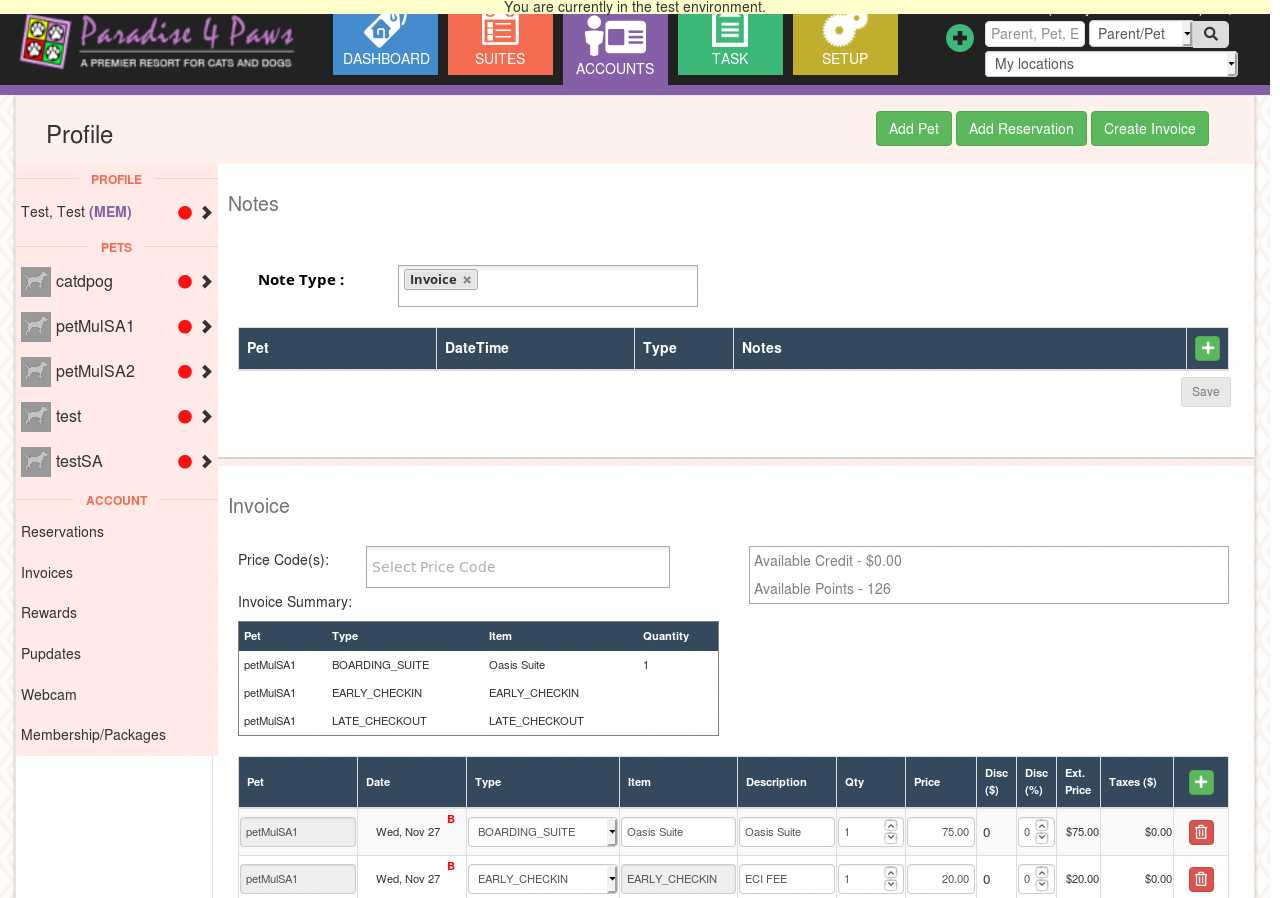 You are currently in the test environment.
Paradise 4 Paws
A PREMIER RESORT FOR CATS AND DOGS
DASHBOARD
SUITES
ACCOUNTS
TASK
SETUP
Parent, Pet, E
Parent/Pet
My locations
Profile
Add Pet
Add Reservation
Create Invoice
PROFILE
Test, Test (MEM)
PETS
catdpog
petMulSA1
petMulSA2
test
testSA
ACCOUNT
Reservations
Invoices
Rewards
Pupdates
Webcam
Membership/Packages
Notes
Note Type :
Invoice ×
Pet DateTime Type Notes
Save
Invoice
Price Code(s):
Select Price Code
Available Credit - $0.00
Available Points - 126
Invoice Summary:
Pet Type Item Quantity
petMulSA1 BOARDING_SUITE Oasis Suite 1
petMulSA1 EARLY_CHECKIN EARLY_CHECKIN
petMulSA1 LATE_CHECKOUT LATE_CHECKOUT
Pet Date Type Item Description Qty Price Disc ($) Disc (%) Ext. Price Taxes ($)
petMulSA1 Wed, Nov 27 B BOARDING_SUITE Oasis Suite Oasis Suite 1 75.00 0 0 $75.00 $0.00
petMulSA1 Wed, Nov 27 B EARLY_CHECKIN EARLY_CHECKIN ECI FEE 1 20.00 0 0 $20.00 $0.00